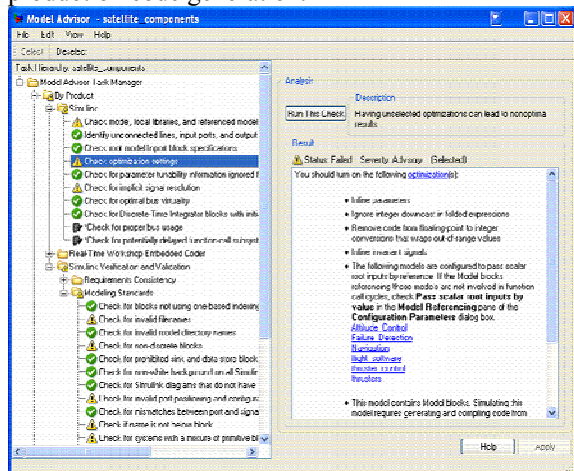 production code generation.
Model Advisor - satellite_components
File Edit View Help
Select Deselect
Task Hierarchy: satellite_components
Model Advisor Task Manager
By Product
Simulink
Check model, local libraries, and referenced model
Identify unconnected lines, input ports, and output
Check root model Inport block specifications
Check optimization settings
Check for parameter tunability information ignored f
Check for implicit signal resolution
Check for optimal bus virtuality
Check for Discrete-Time Integrator blocks with initia
^Check for proper bus usage
^Check for potentially delayed function-call subsyst
Real-Time Workshop Embedded Coder
Simulink Verification and Validation
Requirements Consistency
Modeling Standards
Check for blocks not using one-based indexing
Check for invalid filenames
Check for invalid model directory names
Check for non-discrete blocks
Check for prohibited sink and data store block
Check for nonwhite background on all Simulin
Check for Simulink diagrams that do not have
Check for invalid port positioning and configura
Check for mismatches between port and signa
Check if name is not below block
Check for systems with a mixture of primitive bl
Analysis
Description
Run This Check
Having unselected optimizations can lead to nonoptimal
results
Result
Status: Failed Severity: Advisory (Selected)
You should turn on the following optimization(s):
• Inline parameters
• Ignore integer downcast in folded expressions
• Remove code from floating-point to integer
conversions that wraps out-of-range values
• Inline invariant signals
• The following models are configured to pass scalar
root inputs by reference. If the Model blocks
referencing those models are not involved in function
call cycles, check Pass scalar root inputs by
value in the Model Referencing pane of the
Configuration Parameters dialog box.
Attitude_Control
Failure_Detection
Navigation
flight_software
thruster_control
thrusters
• This model contains Model blocks. Simulating this
model requires generating and compiling code from
Help Apply